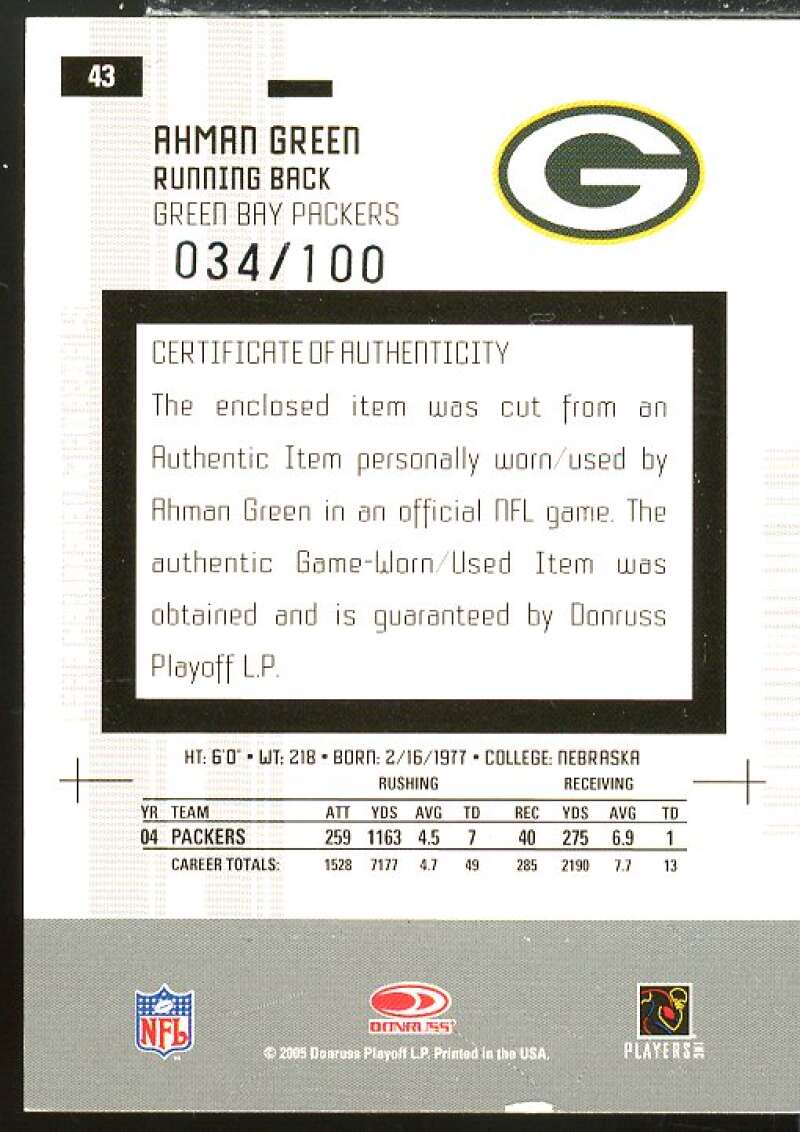 43
AHMAN GREEN
RUNNING BACK
GREEN BAY PACKERS
G
034/100
CERTIFICATE OF AUTHENTICITY
The enclosed item was cut from an
Authentic Item personally worn/used by
Ahman Green in an official NFL game. The
authentic Game-Worn/Used Item was
obtained and is guaranteed by Donruss
Playoff L.P.
HT: 6'0" • WT: 218 • BORN: 2/16/1977 • COLLEGE: NEBRASKA
RUSHING RECEIVING
YR TEAM ATT YDS AVG TD REC YDS AVG TD
04 PACKERS 259 1163 4.5 7 40 275 6.9 1
CAREER TOTALS: 1528 7177 4.7 49 285 2190 7.7 13
NFL
DONRUSS
PLAYERS INC
© 2005 Donruss Playoff L.P. Printed in the USA.